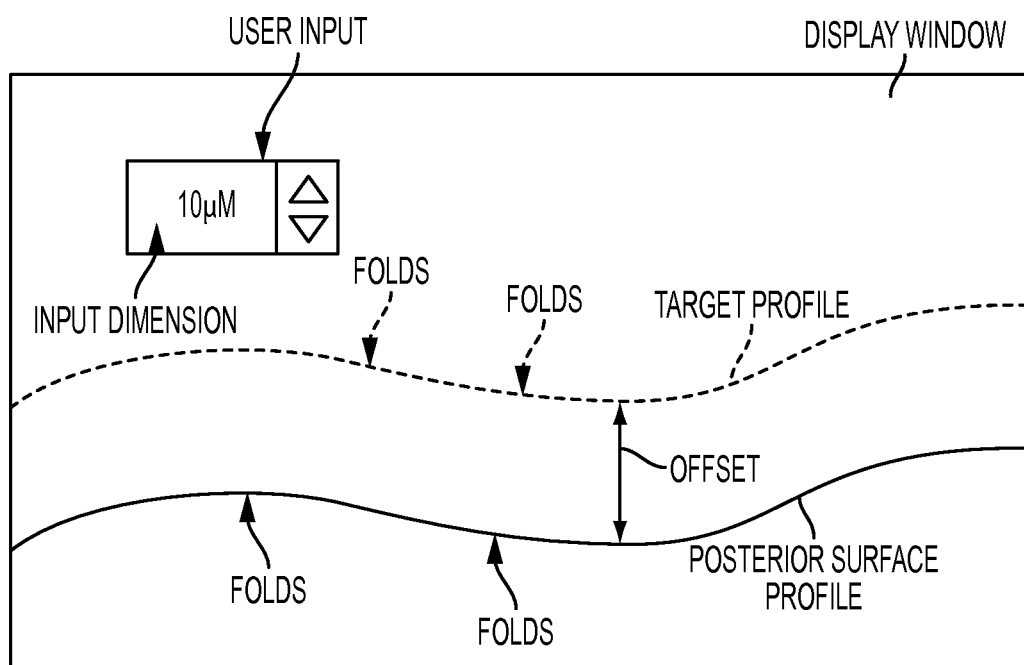 USER INPUT
DISPLAY WINDOW
10μM
INPUT DIMENSION
FOLDS
FOLDS
TARGET PROFILE
OFFSET
POSTERIOR SURFACE
PROFILE
FOLDS
FOLDS